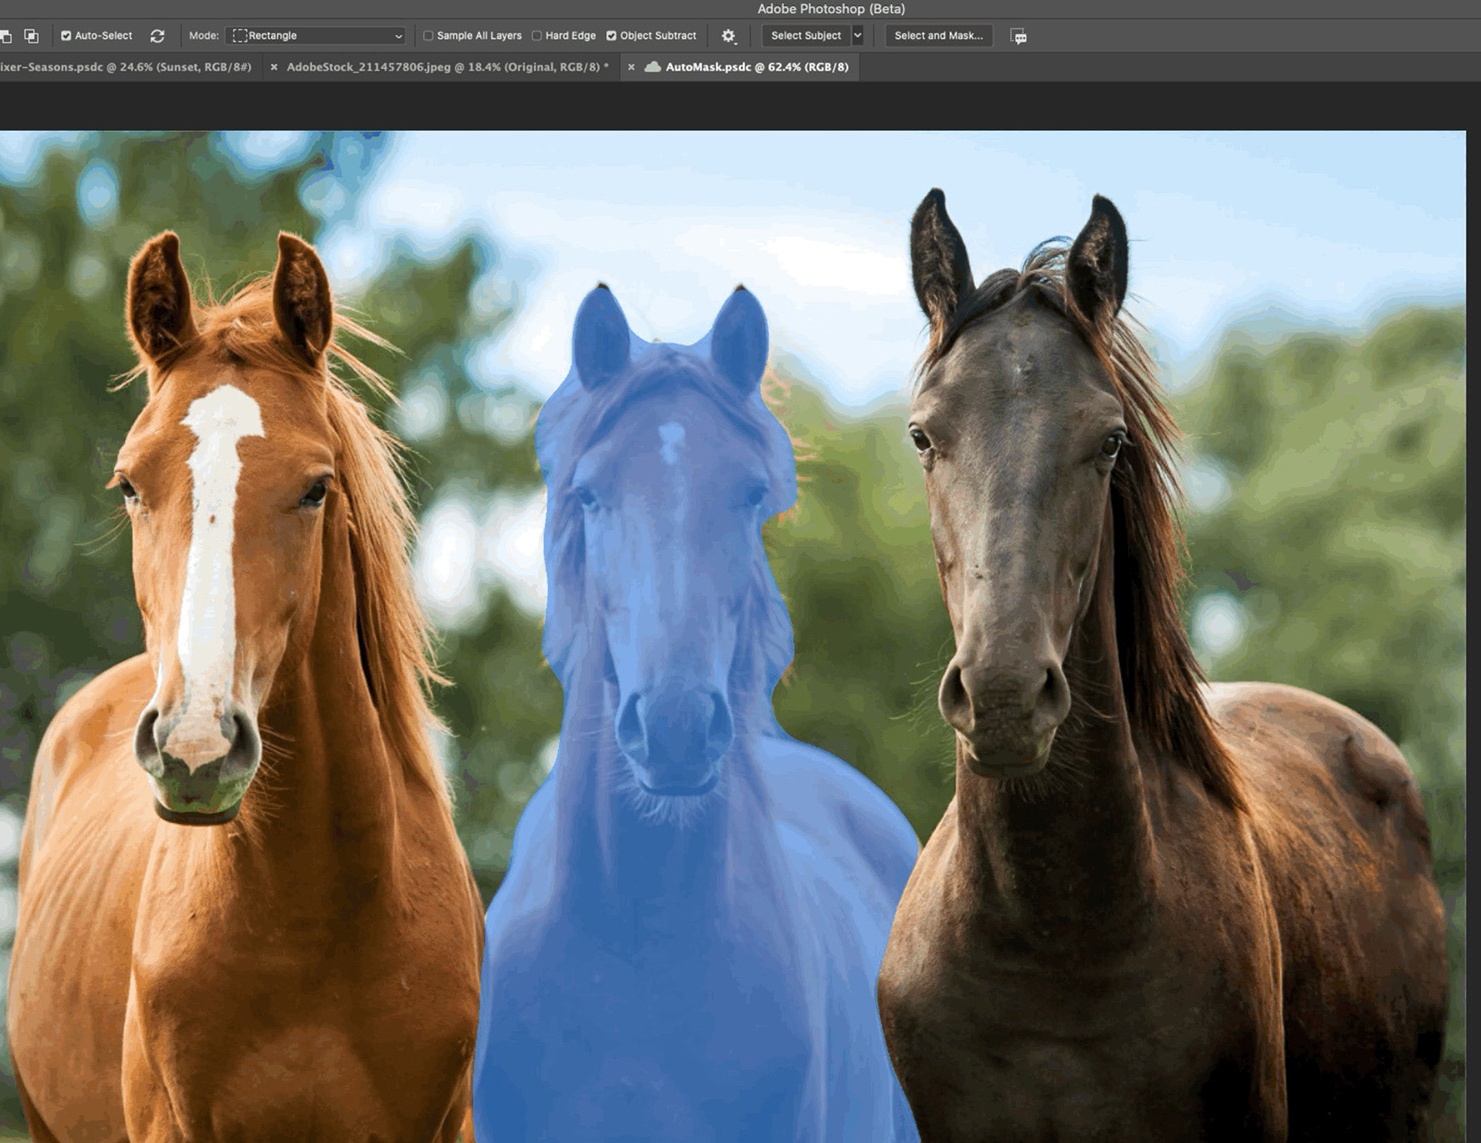 Adobe Photoshop (Beta)
Auto-Select Mode: Rectangle Sample All Layers Hard Edge Object Subtract Select Subject Select and Mask...
ixer-Seasons.psdc @ 24.6% (Sunset, RGB/8#) × AdobeStock_211457806.jpeg @ 18.4% (Original, RGB/8) * × AutoMask.psdc @ 62.4% (RGB/8)